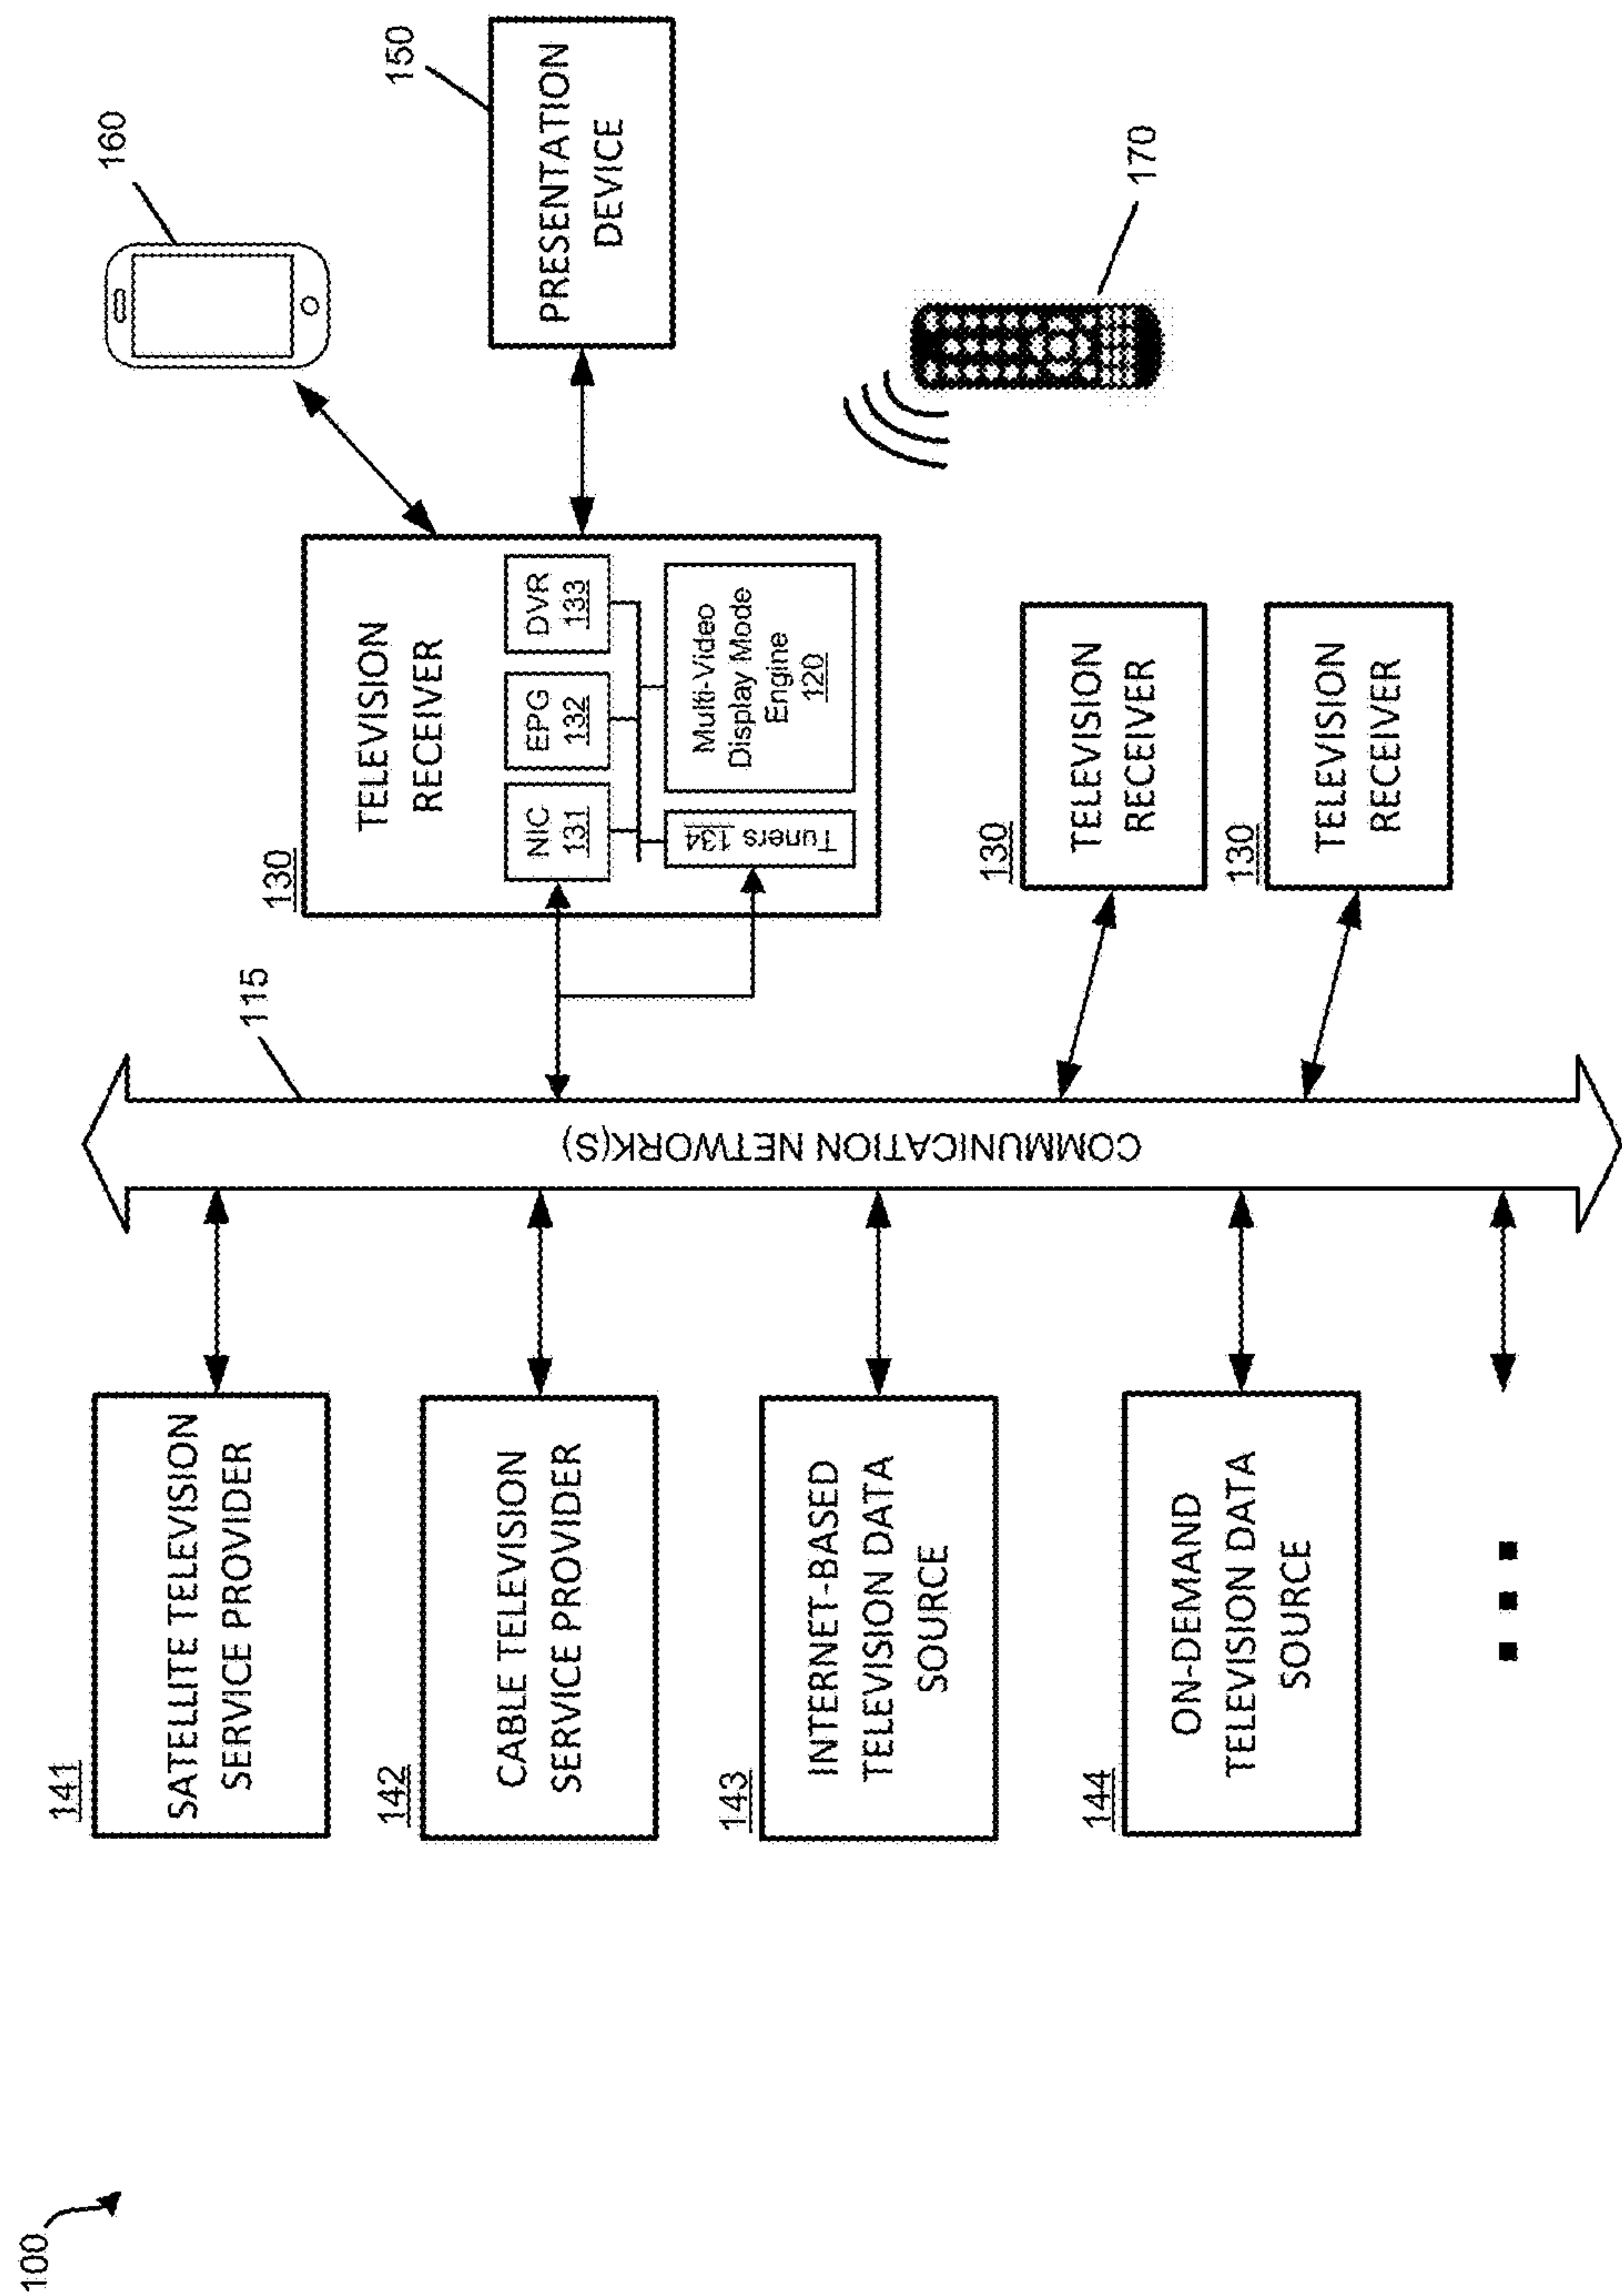 100
141
SATELLITE TELEVISION
SERVICE PROVIDER
142
CABLE TELEVISION
SERVICE PROVIDER
143
INTERNET-BASED
TELEVISION DATA
SOURCE
144
ON-DEMAND
TELEVISION DATA
SOURCE
115
COMMUNICATION NETWORK(S)
130
TELEVISION
RECEIVER
NIC
131
EPG
132
DVR
133
Tuners 134
Multi-Video
Display Mode
Engine
120
130
TELEVISION
RECEIVER
130
TELEVISION
RECEIVER
160
150
PRESENTATION
DEVICE
170